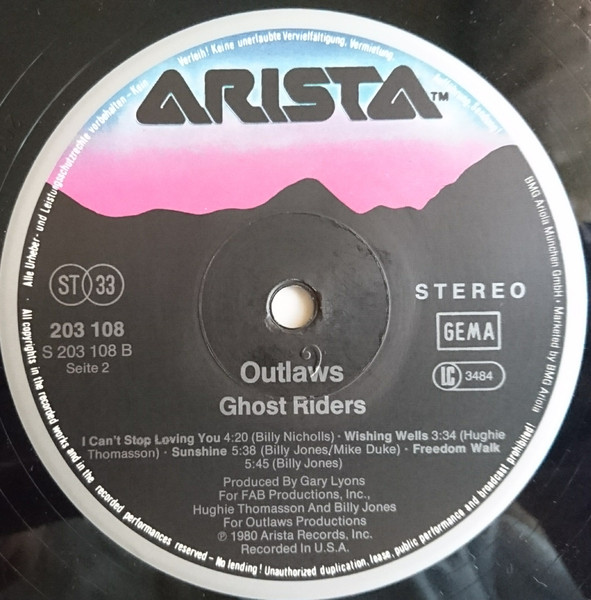 ARISTA™
ST 33
203 108
S 203 108 B
Seite 2
STEREO
GEMA
LC 3484
Outlaws
Ghost Riders
I Can't Stop Loving You 4:20 (Billy Nicholls) · Wishing Wells 3:34 (Hughie
Thomasson) · Sunshine 5:38 (Billy Jones/Mike Duke) · Freedom Walk
5:45 (Billy Jones)
Produced By Gary Lyons
For FAB Productions, Inc.,
Hughie Thomasson And Billy Jones
For Outlaws Productions
℗ 1980 Arista Records, Inc.
Recorded In U.S.A.
Alle Urheber- und Leistungsschutzrechte vorbehalten – Kein Verleih! Keine unerlaubte Vervielfältigung, Vermietung,
BMG Ariola München GmbH · Marketed by BMG Ariola
All copyrights in the recorded works and in the recorded performances reserved – No lending! Unauthorized duplication, lease, public performance and broadcast prohibited!